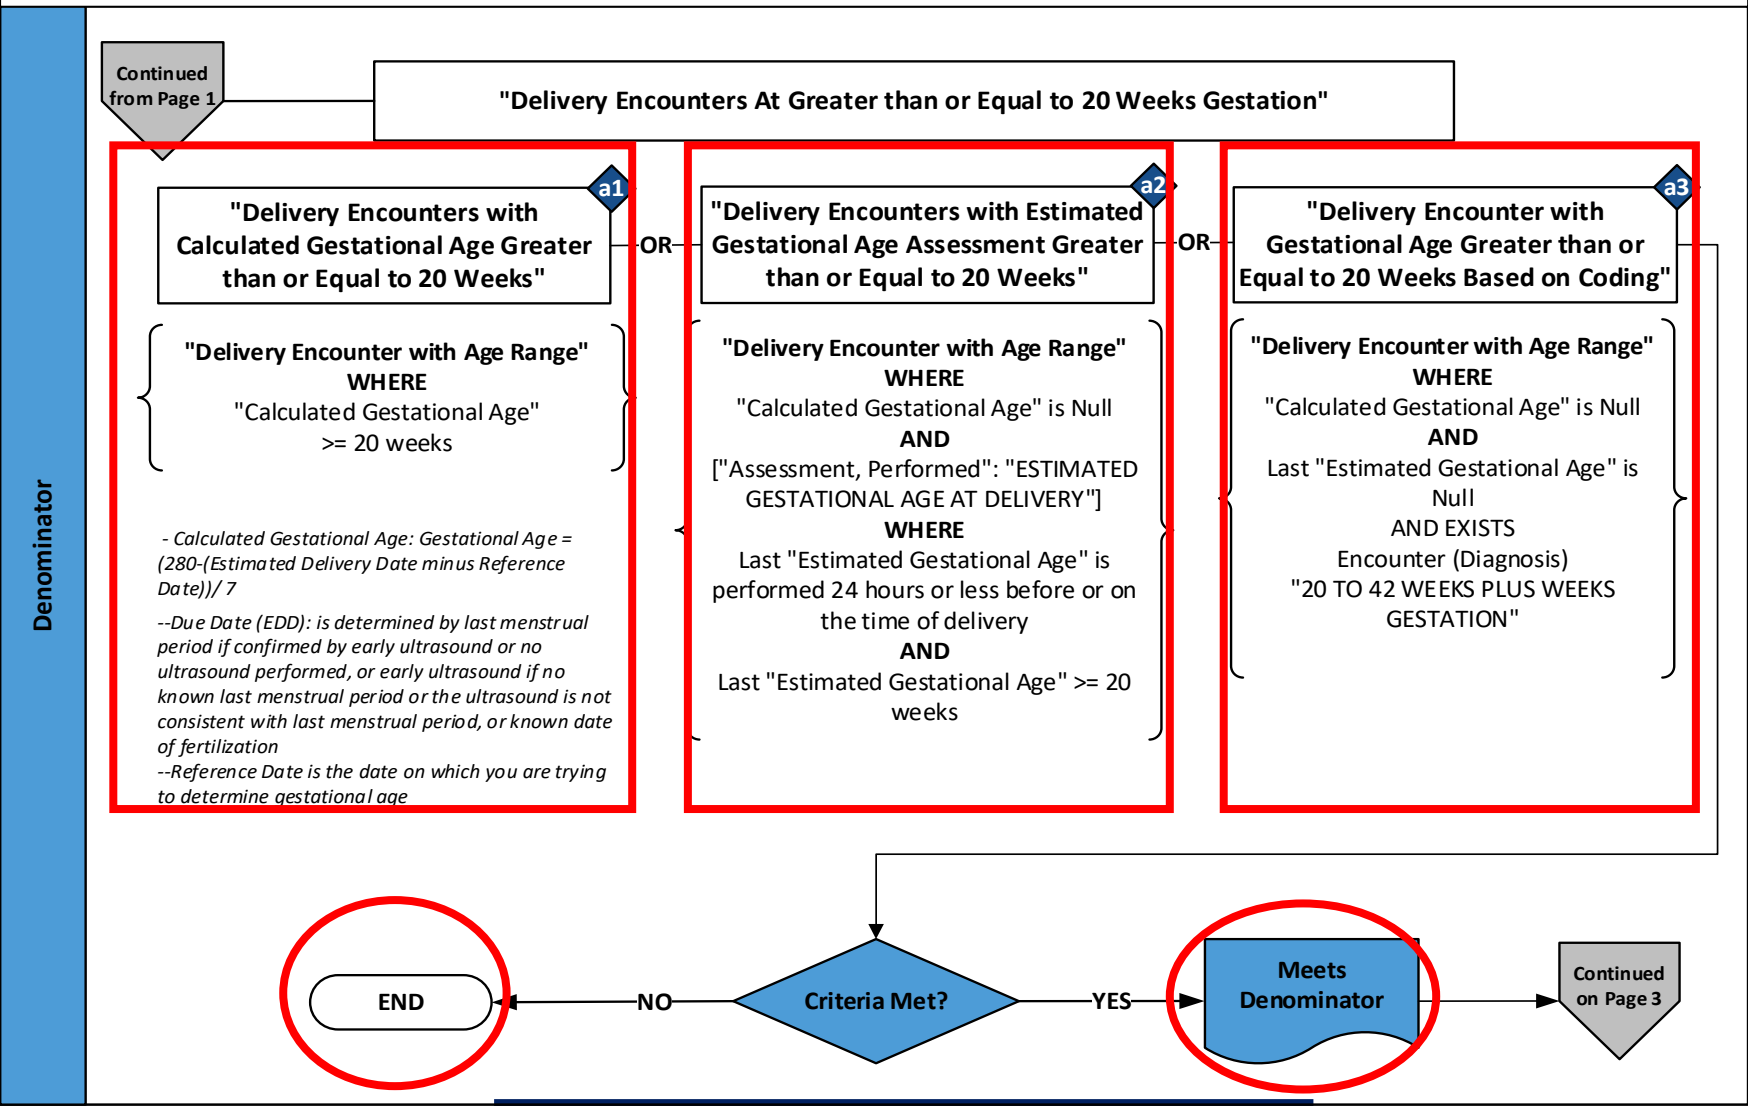 Denominator
Continued
from Page 1
"Delivery Encounters At Greater than or Equal to 20 Weeks Gestation"
a1
"Delivery Encounters with
Calculated Gestational Age Greater
than or Equal to 20 Weeks"
OR
a2
"Delivery Encounters with Estimated
Gestational Age Assessment Greater
than or Equal to 20 Weeks"
OR
a3
"Delivery Encounter with
Gestational Age Greater than or
Equal to 20 Weeks Based on Coding"
"Delivery Encounter with Age Range"
WHERE
"Calculated Gestational Age"
>= 20 weeks
- Calculated Gestational Age: Gestational Age =
(280-(Estimated Delivery Date minus Reference
Date))/ 7
--Due Date (EDD): is determined by last menstrual
period if confirmed by early ultrasound or no
ultrasound performed, or early ultrasound if no
known last menstrual period or the ultrasound is not
consistent with last menstrual period, or known date
of fertilization
--Reference Date is the date on which you are trying
to determine gestational age
"Delivery Encounter with Age Range"
WHERE
"Calculated Gestational Age" is Null
AND
["Assessment, Performed": "ESTIMATED
GESTATIONAL AGE AT DELIVERY"]
WHERE
Last "Estimated Gestational Age" is
performed 24 hours or less before or on
the time of delivery
AND
Last "Estimated Gestational Age" >= 20
weeks
"Delivery Encounter with Age Range"
WHERE
"Calculated Gestational Age" is Null
AND
Last "Estimated Gestational Age" is
Null
AND EXISTS
Encounter (Diagnosis)
"20 TO 42 WEEKS PLUS WEEKS
GESTATION"
END
NO
Criteria Met?
YES
Meets
Denominator
Continued
on Page 3